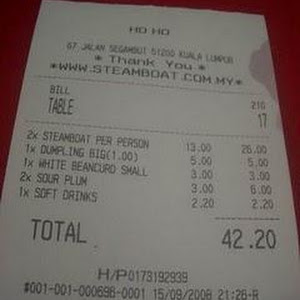 HO HO
67 JALAN SEGAMBUT 51200 KUALA LUMPUR
* Thank You *
*WWW.STEAMBOAT.COM.MY*
BILL 210
TABLE 17
2x STEAMBOAT PER PERSON 13.00 26.00
1x DUMPLING BIG(1.00) 5.00 5.00
1x WHITE BEANCURD SMALL 3.00 3.00
2x SOUR PLUM 3.00 6.00
1x SOFT DRINKS 2.20 2.20
TOTAL 42.20
H/P0173192939
#001-001-000696-0001 15/09/2008 21:26-R